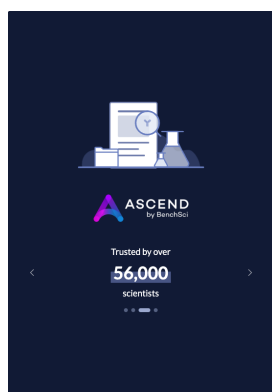 ASCEND
by BenchSci
Trusted by over
56,000
scientists